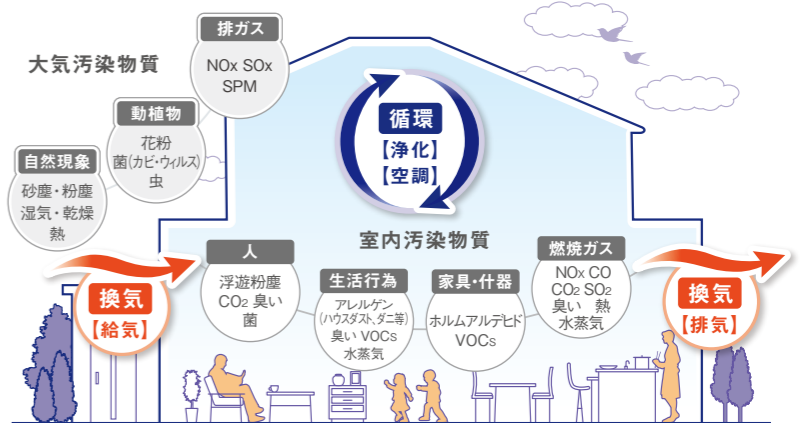 大気汚染物質
排ガス
NOx SOx
SPM
動植物
花粉
菌(カビ・ウィルス)
虫
自然現象
砂塵・粉塵
湿気・乾燥
熱
循環
【浄化】
【空調】
室内汚染物質
換気
【給気】
人
浮遊粉塵
CO2 臭い
菌
生活行為
アレルゲン
(ハウスダスト、ダニ等)
臭い VOCs
水蒸気
家具・什器
ホルムアルデヒド
VOCs
燃焼ガス
NOx CO
CO2 SO2
臭い 熱
水蒸気
換気
【排気】